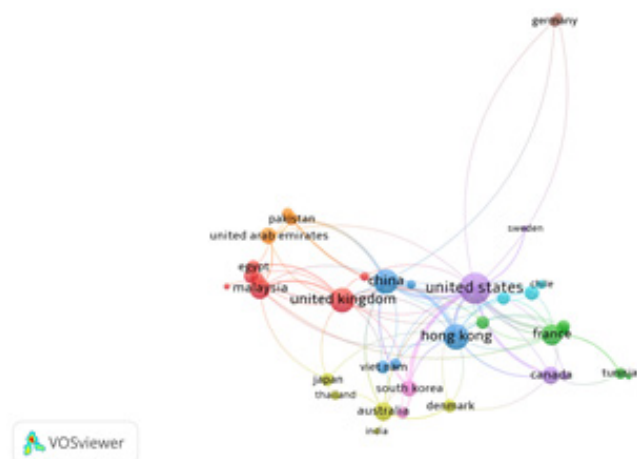 germany
sweden
pakistan
united arab emirates
egypt
malaysia
china
united kingdom
united states
chile
hong kong
france
viet nam
south korea
canada
tunisia
japan
thailand
australia
denmark
india
VOSviewer